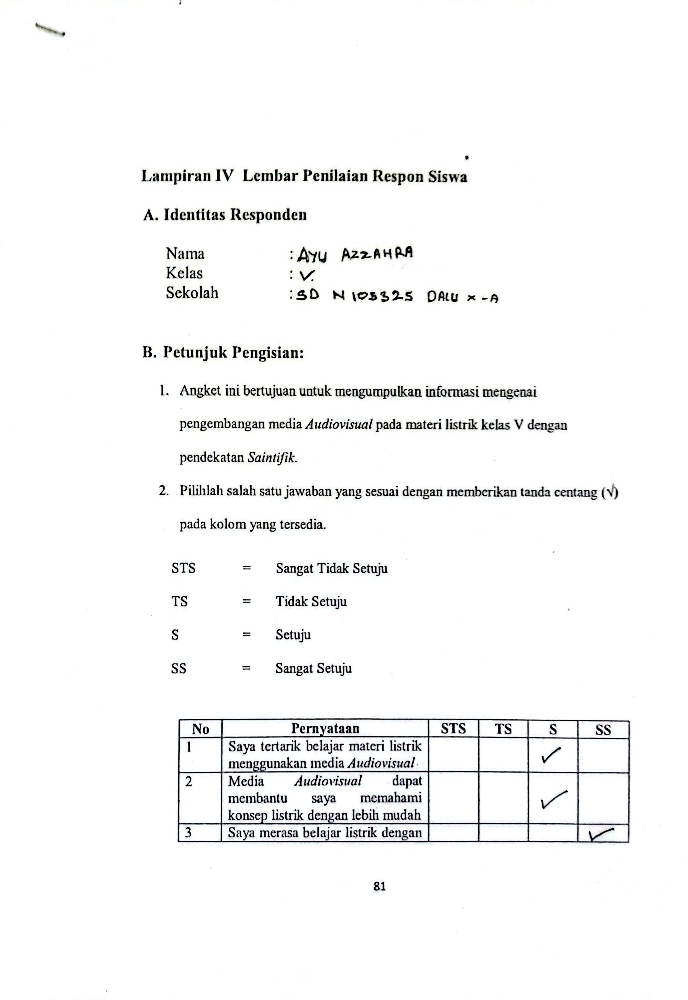 Lampiran IV Lembar Penilaian Respon Siswa
A. Identitas Responden
Nama : AYU AZZAHRA
Kelas : V.
Sekolah : SD N 105325 DALU X - A
B. Petunjuk Pengisian:
1. Angket ini bertujuan untuk mengumpulkan informasi mengenai
pengembangan media Audiovisual pada materi listrik kelas V dengan
pendekatan Saintifik.
2. Pilihlah salah satu jawaban yang sesuai dengan memberikan tanda centang (√)
pada kolom yang tersedia.
STS = Sangat Tidak Setuju
TS = Tidak Setuju
S = Setuju
SS = Sangat Setuju
No Pernyataan STS TS S SS
1 Saya tertarik belajar materi listrik ✓
menggunakan media Audiovisual.
2 Media Audiovisual dapat
membantu saya memahami ✓
konsep listrik dengan lebih mudah
3 Saya merasa belajar listrik dengan ✓
81